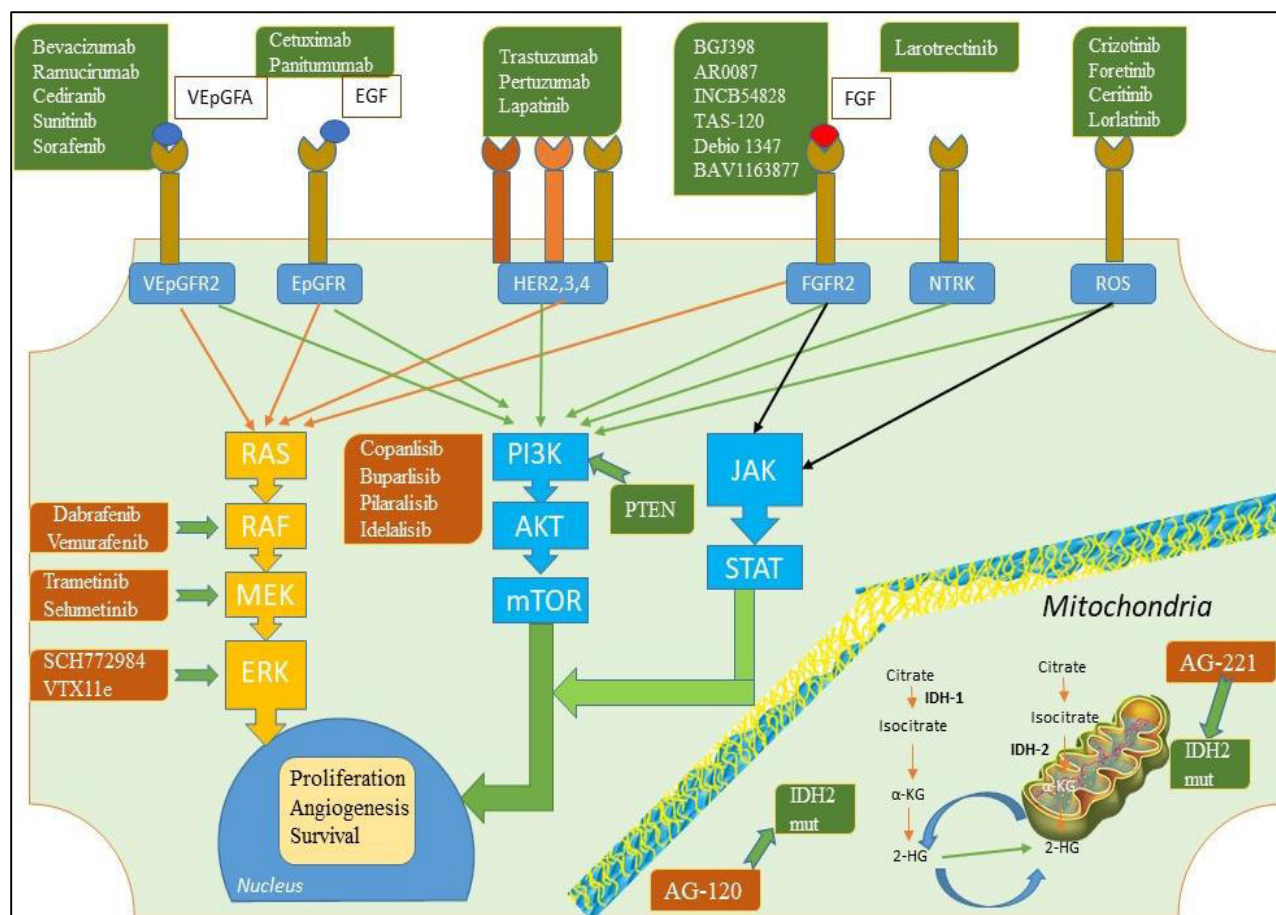 Bevacizumab
Ramucirumab
Cediranib
Sunitinib
Sorafenib
VEpGFA
Cetuximab
Panitumumab
EGF
Trastuzumab
Pertuzumab
Lapatinib
BGJ398
AR0087
INCB54828
TAS-120
Debio 1347
BAV1163877
FGF
Larotrectinib
Crizotinib
Foretinib
Ceritinib
Lorlatinib
VEpGFR2
EpGFR
HER2,3,4
FGFR2
NTRK
ROS
RAS
RAF
MEK
ERK
Dabrafenib
Vemurafenib
Trametinib
Selumetinib
SCH772984
VTX11e
Copanlisib
Buparlisib
Pilaralisib
Idelalisib
PI3K
AKT
mTOR
PTEN
JAK
STAT
Proliferation
Angiogenesis
Survival
Nucleus
Mitochondria
Citrate
IDH-1
Isocitrate
α-KG
2-HG
Citrate
Isocitrate
IDH-2
α-KG
2-HG
AG-221
IDH2
mut
IDH2
mut
AG-120